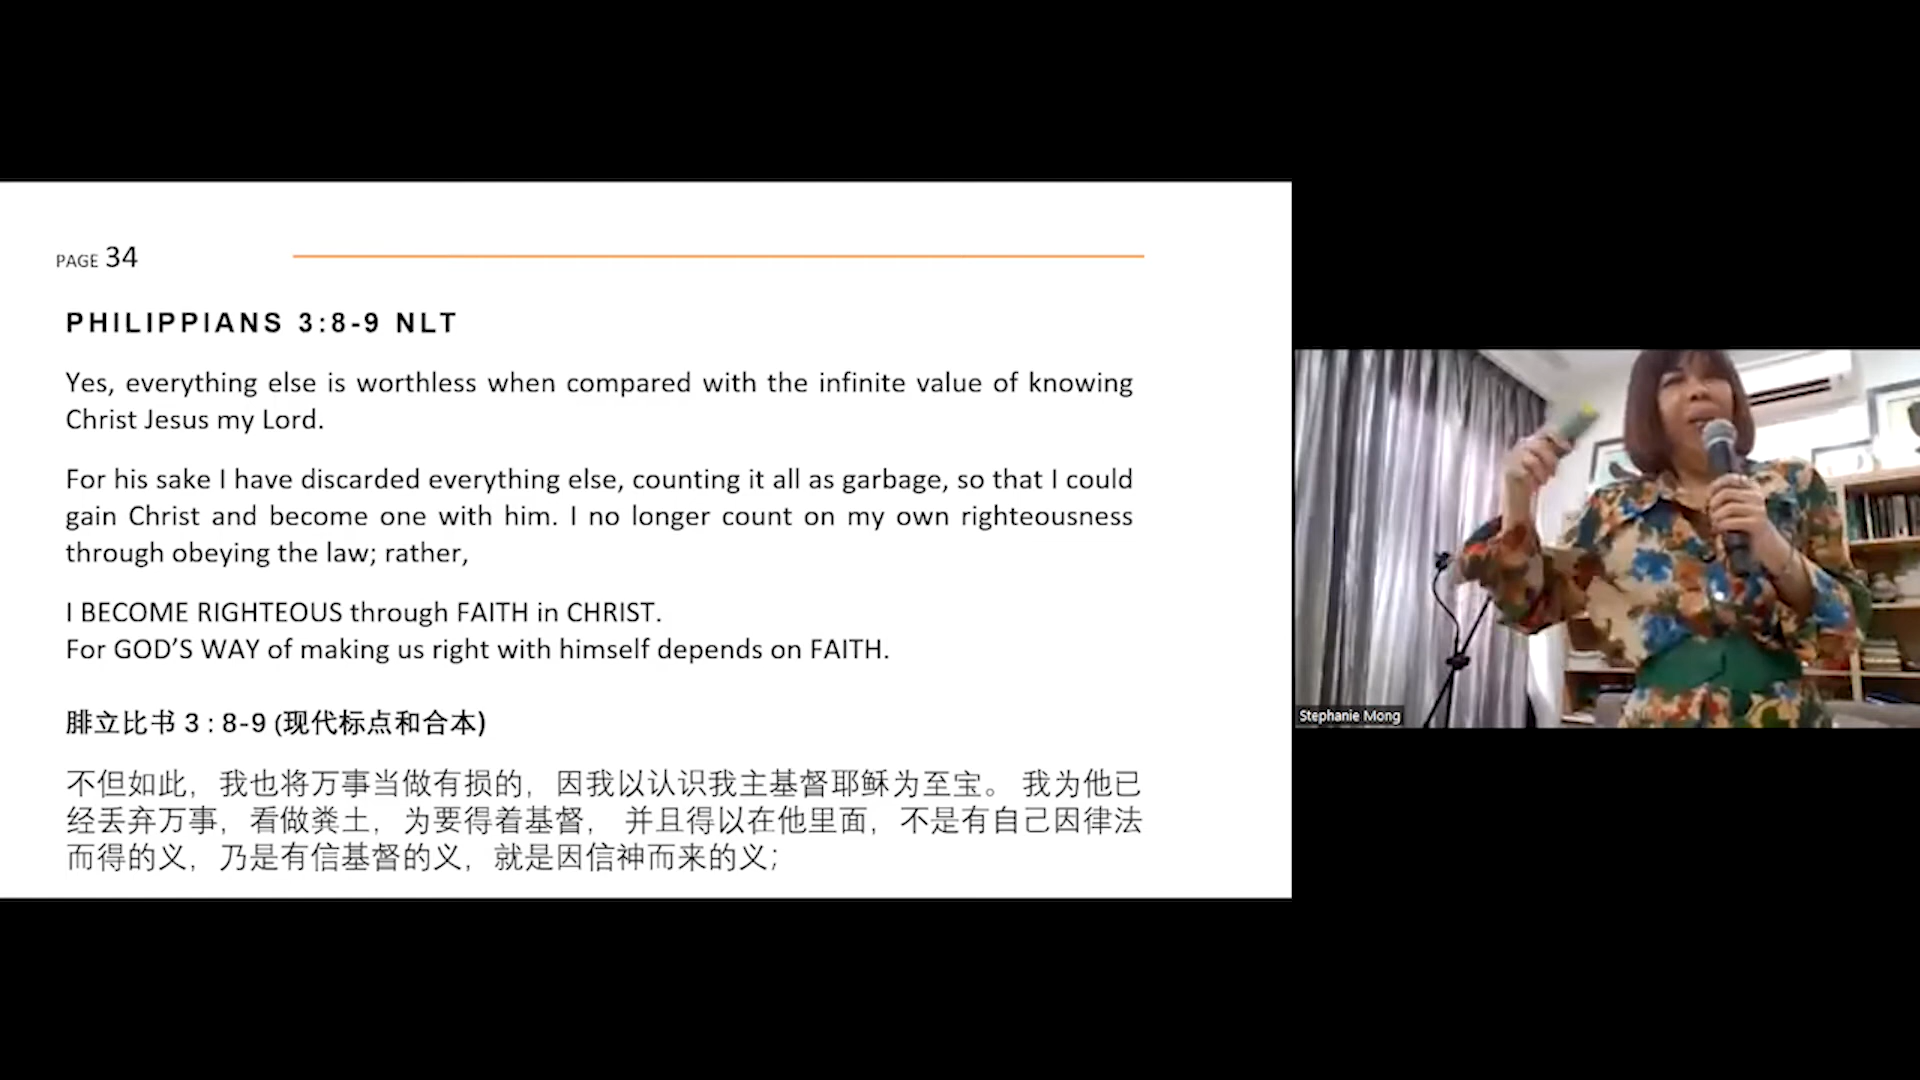 PAGE 34
PHILIPPIANS 3:8-9 NLT
Yes, everything else is worthless when compared with the infinite value of knowing
Christ Jesus my Lord.
For his sake I have discarded everything else, counting it all as garbage, so that I could
gain Christ and become one with him. I no longer count on my own righteousness
through obeying the law; rather,
I BECOME RIGHTEOUS through FAITH in CHRIST.
For GOD’S WAY of making us right with himself depends on FAITH.
腓立比书 3 : 8-9 (现代标点和合本)
不但如此，我也将万事当做有损的，因我以认识我主基督耶稣为至宝。 我为他已
经丢弃万事，看做粪土，为要得着基督， 并且得以在他里面，不是有自己因律法
而得的义，乃是有信基督的义，就是因信神而来的义;
Stephanie Mong